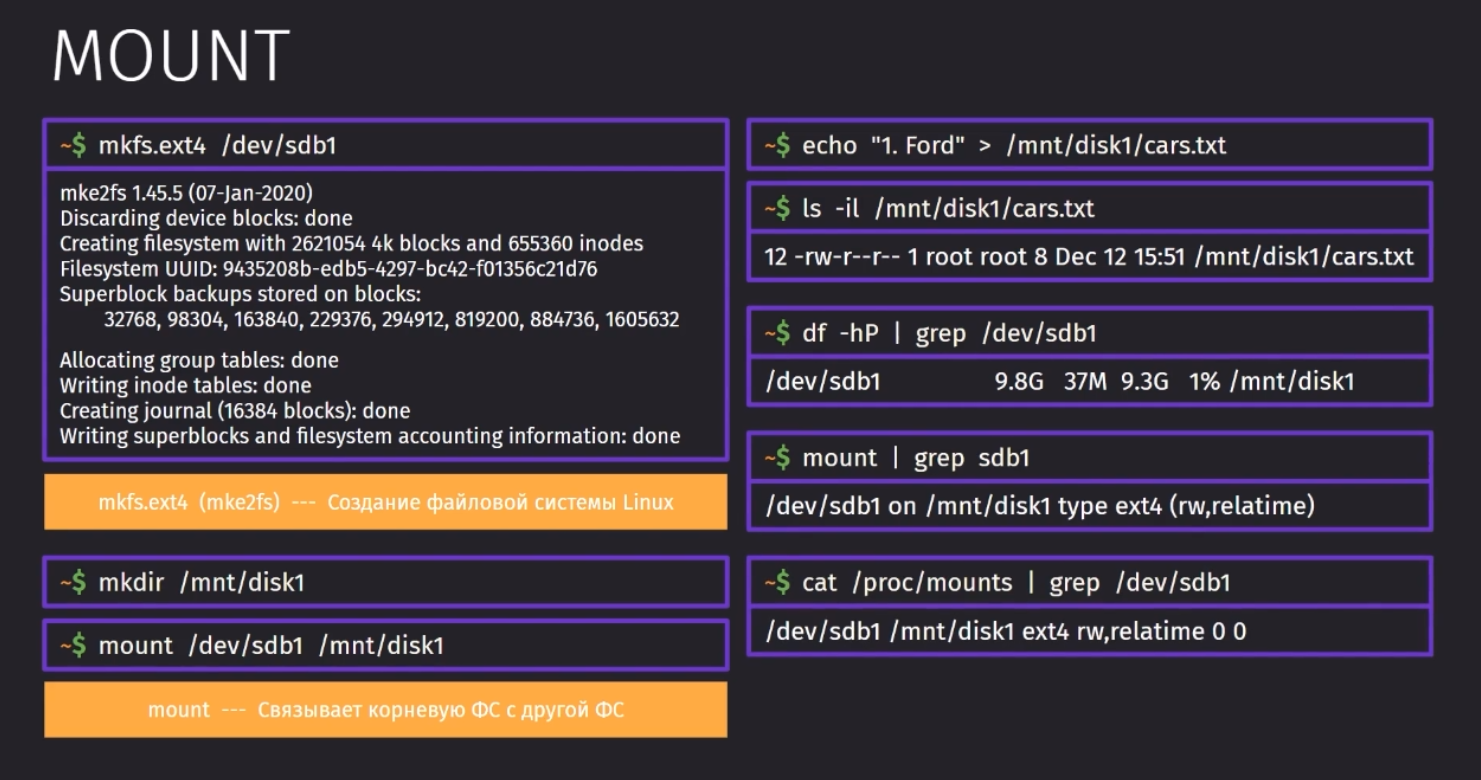 MOUNT
~$ mkfs.ext4 /dev/sdb1
mke2fs 1.45.5 (07-Jan-2020)
Discarding device blocks: done
Creating filesystem with 2621054 4k blocks and 655360 inodes
Filesystem UUID: 9435208b-edb5-4297-bc42-f01356c21d76
Superblock backups stored on blocks:
32768, 98304, 163840, 229376, 294912, 819200, 884736, 1605632
Allocating group tables: done
Writing inode tables: done
Creating journal (16384 blocks): done
Writing superblocks and filesystem accounting information: done
mkfs.ext4 (mke2fs) --- Создание файловой системы Linux
~$ mkdir /mnt/disk1
~$ mount /dev/sdb1 /mnt/disk1
mount --- Связывает корневую ФС с другой ФС
~$ echo "1. Ford" > /mnt/disk1/cars.txt
~$ ls -il /mnt/disk1/cars.txt
12 -rw-r--r-- 1 root root 8 Dec 12 15:51 /mnt/disk1/cars.txt
~$ df -hP | grep /dev/sdb1
/dev/sdb1 9.8G 37M 9.3G 1% /mnt/disk1
~$ mount | grep sdb1
/dev/sdb1 on /mnt/disk1 type ext4 (rw,relatime)
~$ cat /proc/mounts | grep /dev/sdb1
/dev/sdb1 /mnt/disk1 ext4 rw,relatime 0 0